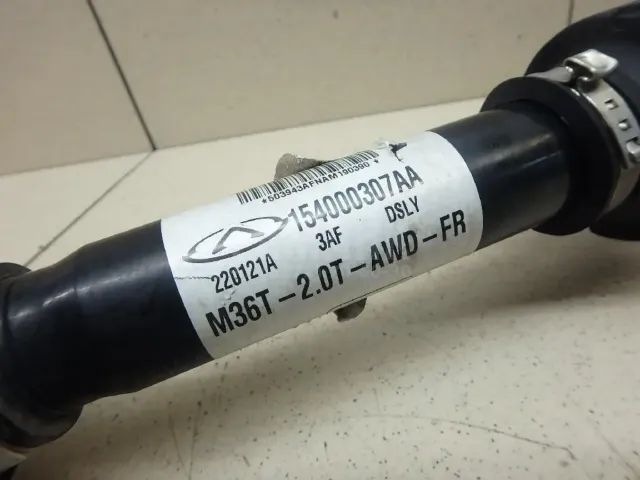 *503943AFNAM190390*
154000307AA
220121A 3AF DSLY
M36T-2.0T-AWD-FR